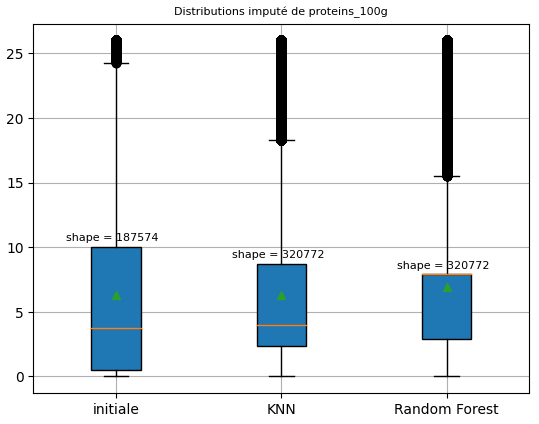 Distributions imputé de proteins_100g
25
20
15
10
5
0
shape = 187574
shape = 320772
shape = 320772
initiale
KNN
Random Forest